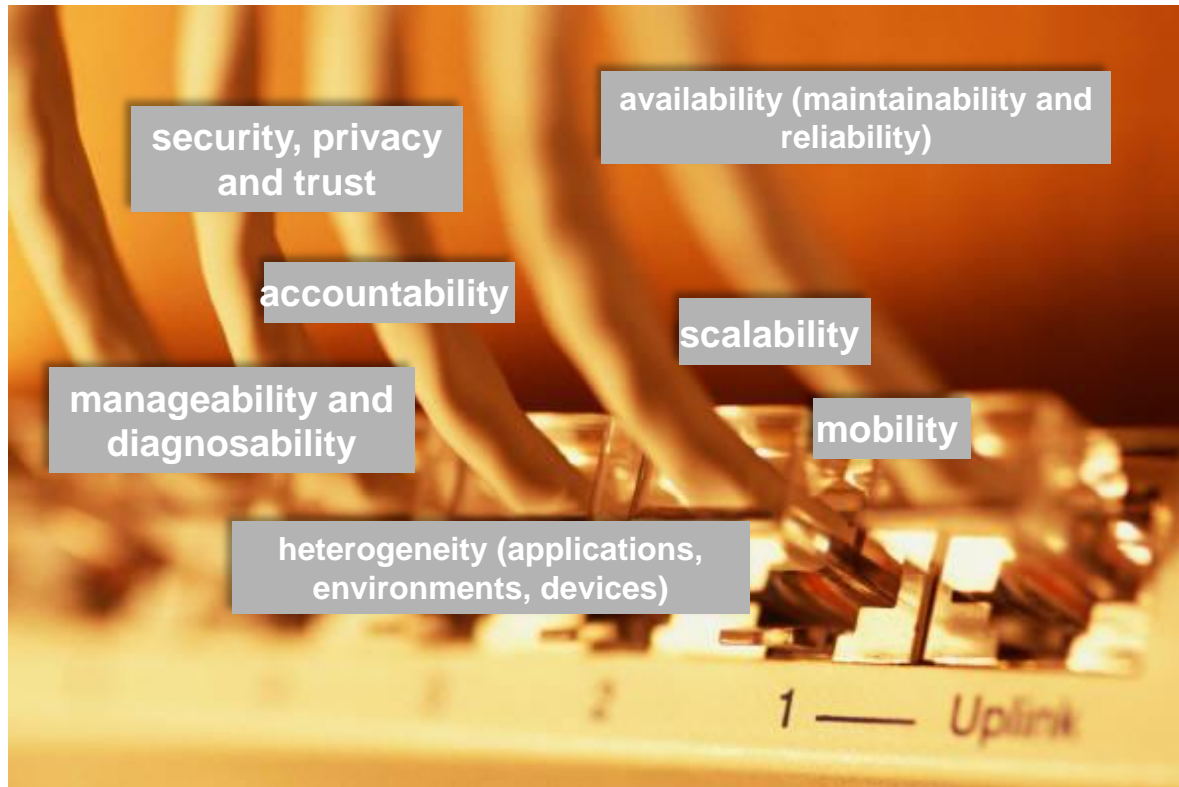 availability (maintainability and
reliability)
security, privacy
and trust
accountability
scalability
manageability and
diagnosability
mobility
heterogeneity (applications,
environments, devices)
2
1
Uplink